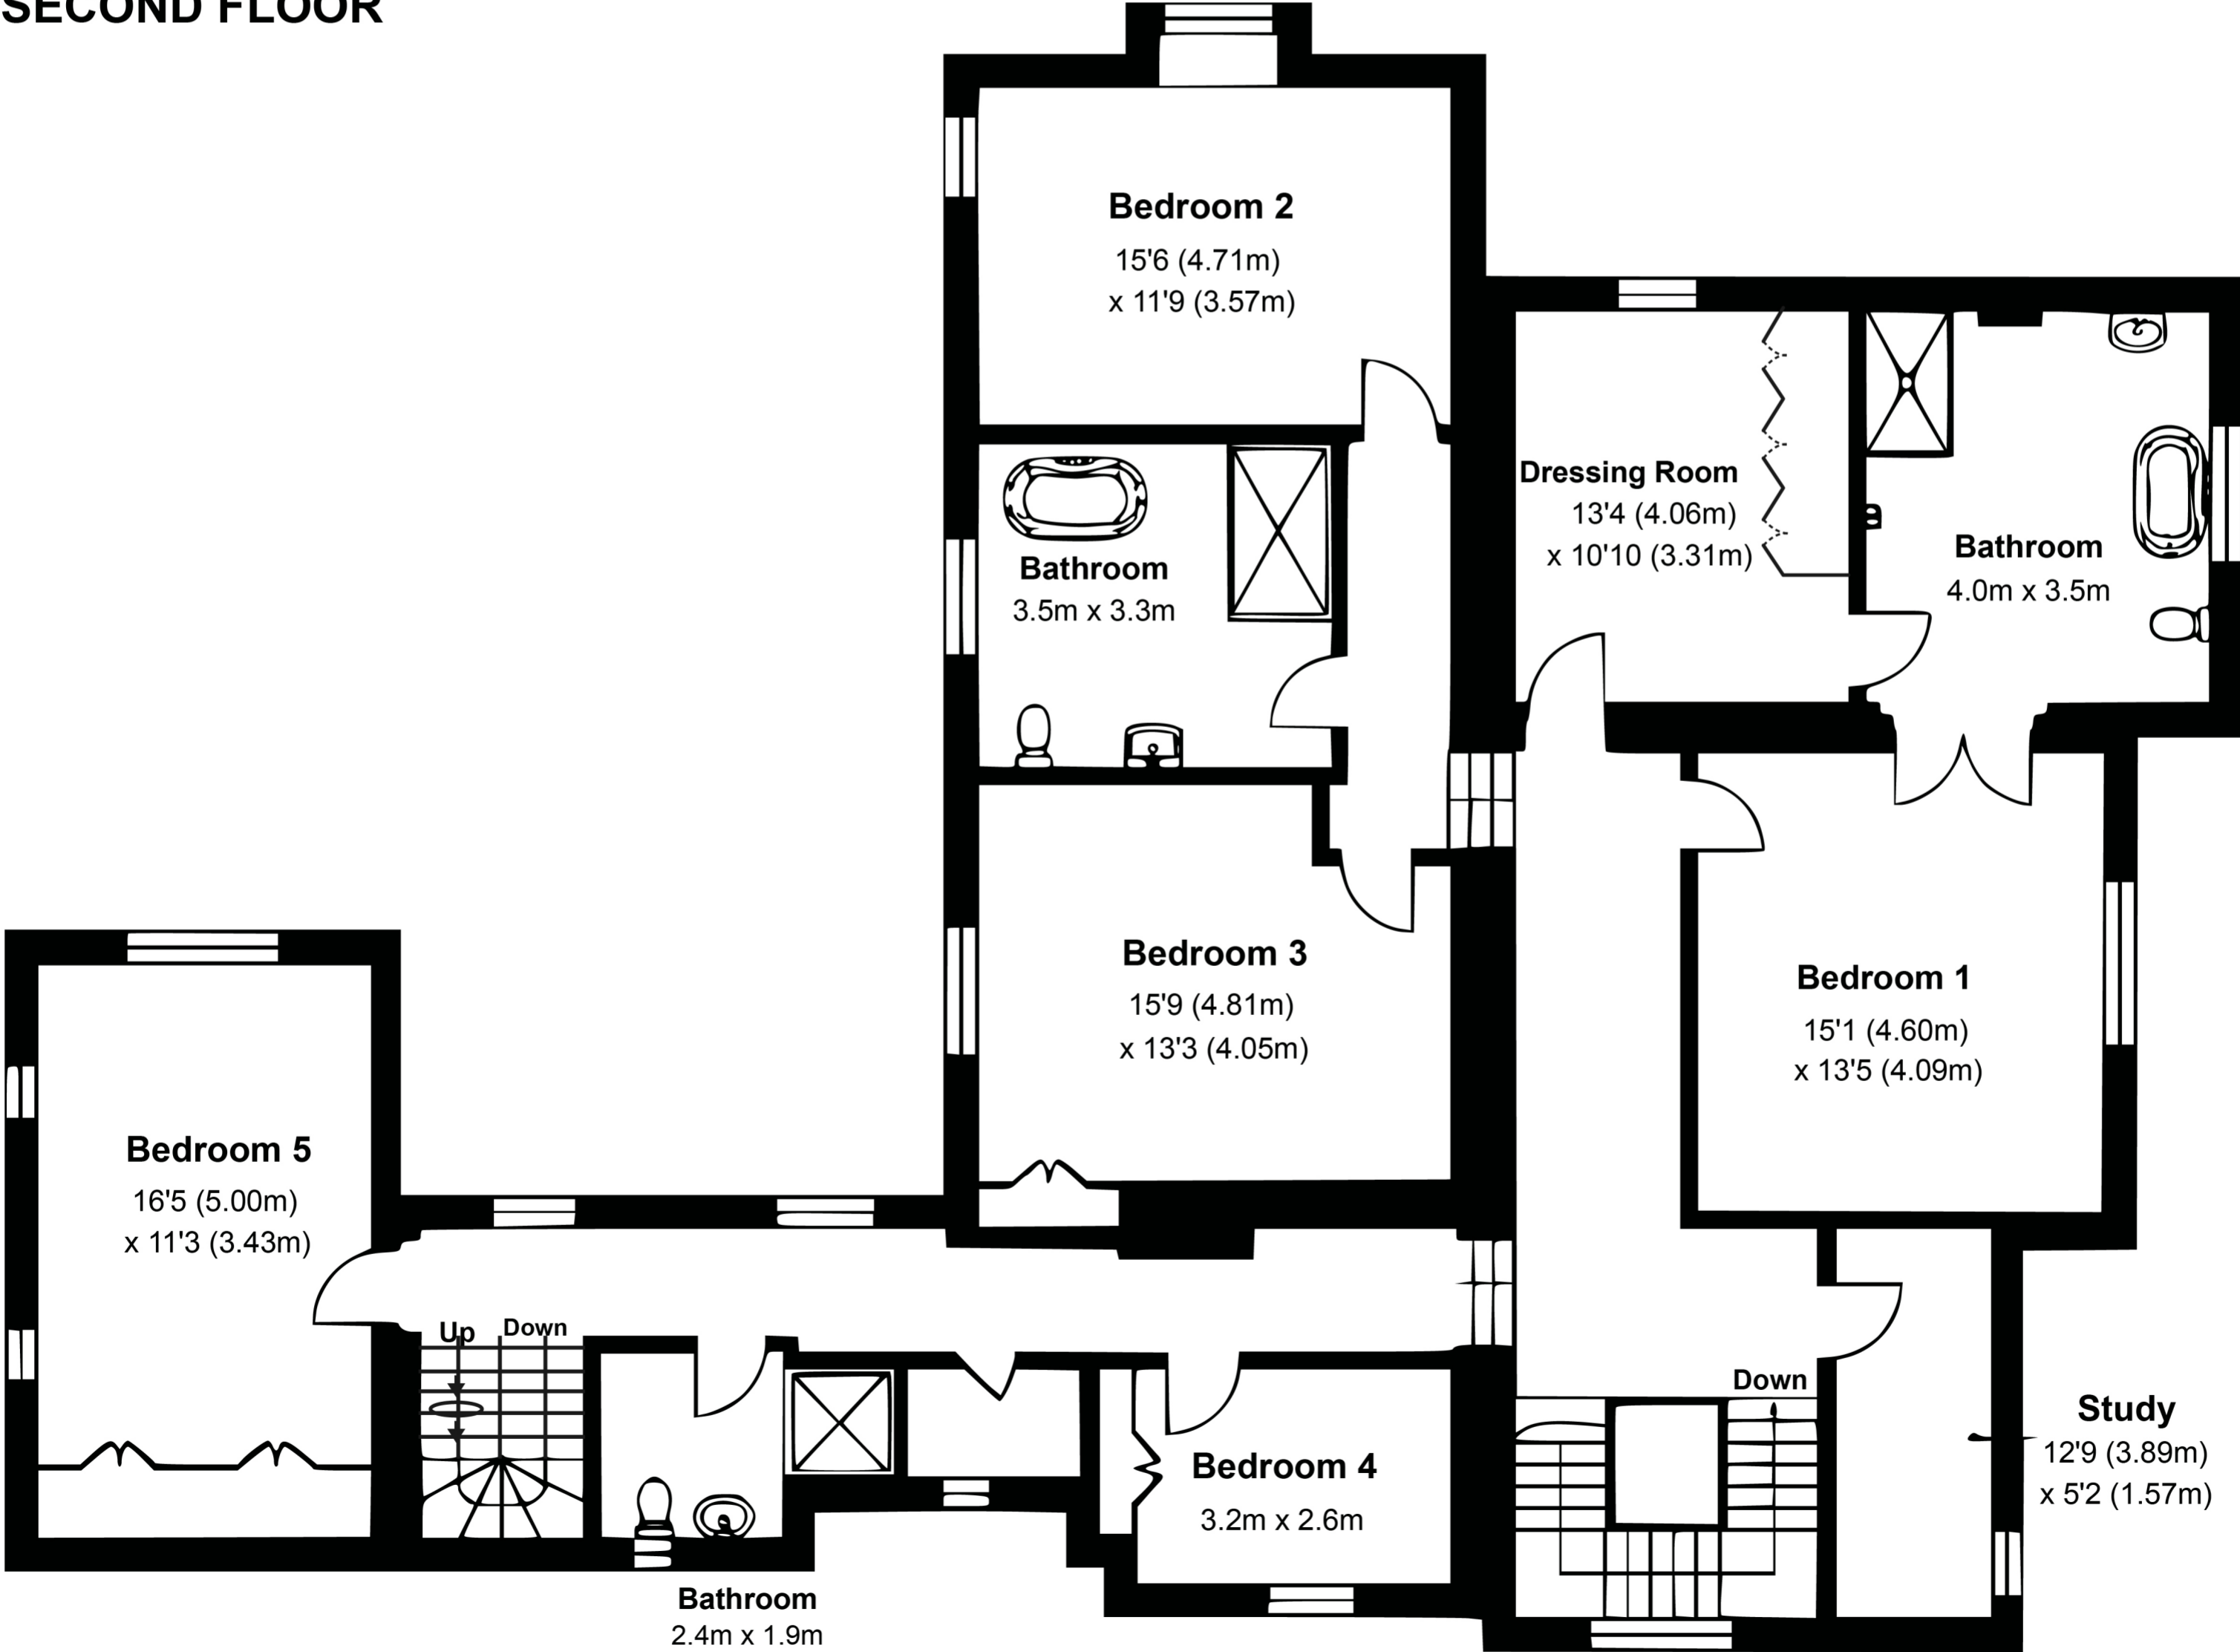 SECOND FLOOR
Bedroom 2
15'6 (4.71m)
x 11'9 (3.57m)
Dressing Room
13'4 (4.06m)
x 10'10 (3.31m)
Bathroom
4.0m x 3.5m
Bathroom
3.5m x 3.3m
Bedroom 3
15'9 (4.81m)
x 13'3 (4.05m)
Bedroom 1
15'1 (4.60m)
x 13'5 (4.09m)
Bedroom 5
16'5 (5.00m)
x 11'3 (3.43m)
Up
Down
Down
Bedroom 4
3.2m x 2.6m
Study
12'9 (3.89m)
x 5'2 (1.57m)
Bathroom
2.4m x 1.9m